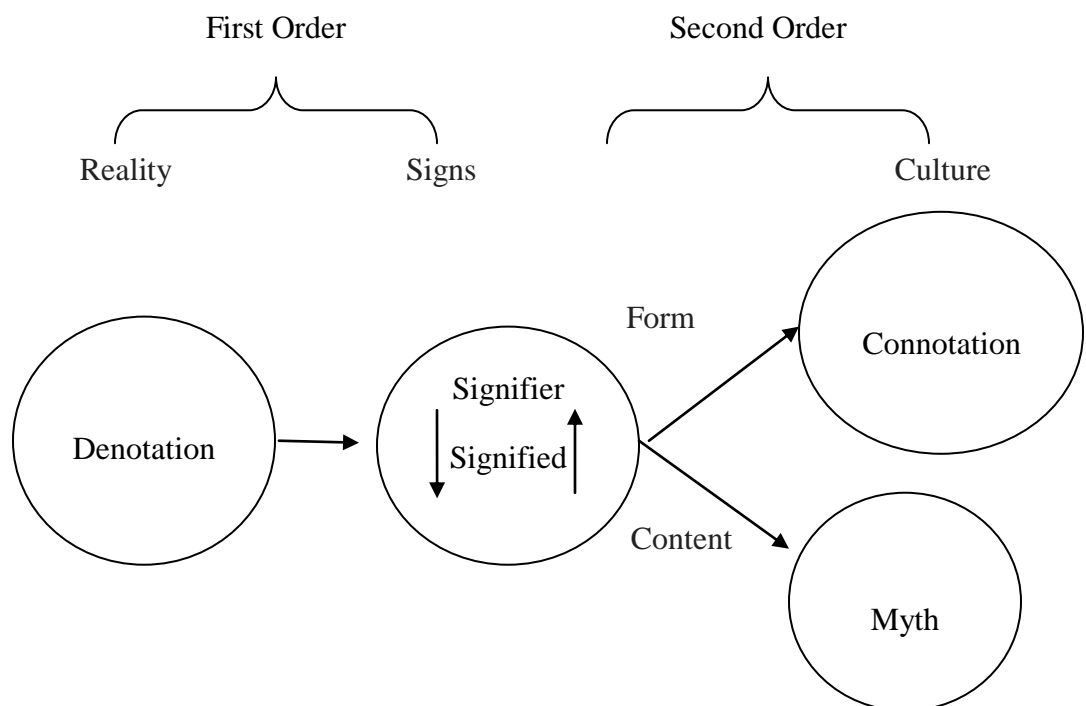 First Order
Second Order
Reality
Signs
Culture
Form
Connotation
Signifier
Denotation
Signified
Content
Myth